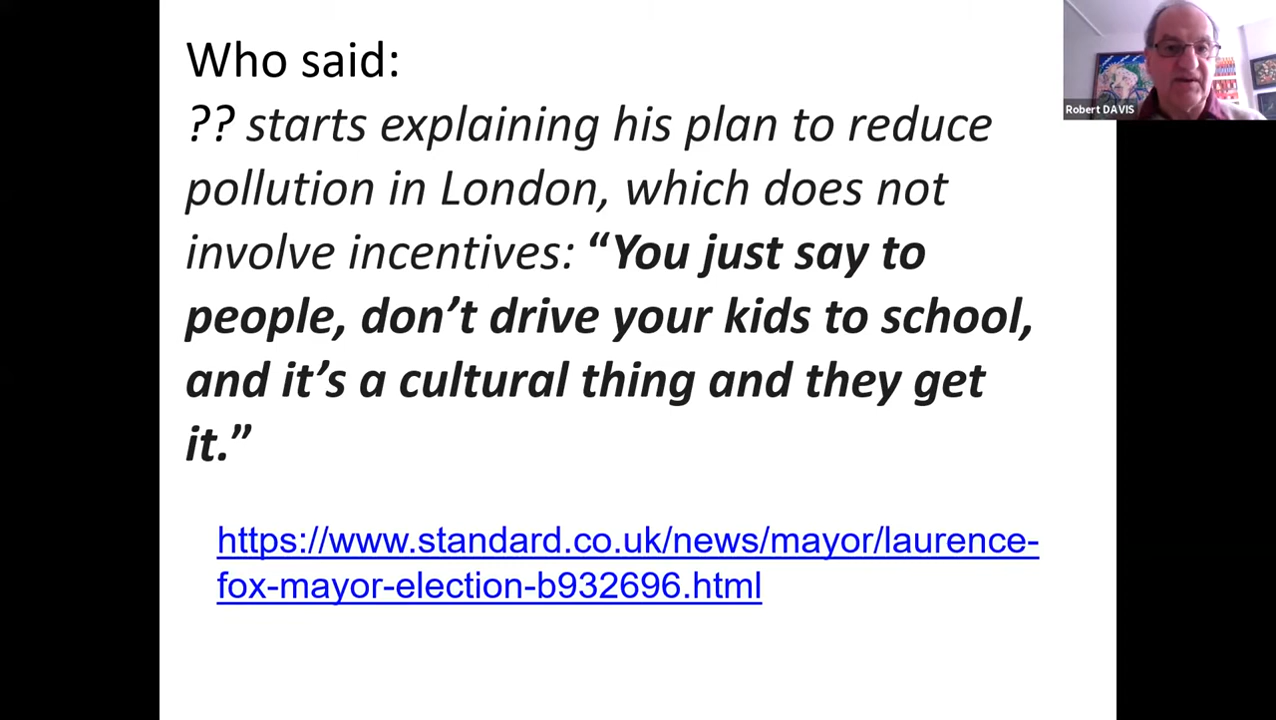 Who said:
?? starts explaining his plan to reduce
pollution in London, which does not
involve incentives: “You just say to
people, don’t drive your kids to school,
and it’s a cultural thing and they get
it.”
https://www.standard.co.uk/news/mayor/laurence-
fox-mayor-election-b932696.html
Robert DAVIS